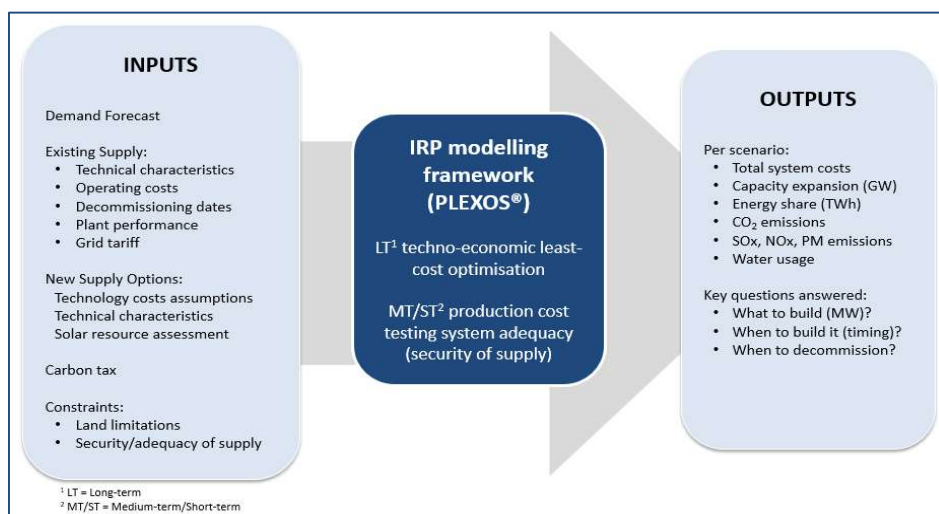 INPUTS
Demand Forecast
Existing Supply:
• Technical characteristics
• Operating costs
• Decommissioning dates
• Plant performance
• Grid tariff
New Supply Options:
Technology costs assumptions
Technical characteristics
Solar resource assessment
Carbon tax
Constraints:
• Land limitations
• Security/adequacy of supply
¹ LT = Long-term
² MT/ST = Medium-term/Short-term
IRP modelling
framework
(PLEXOS®)
LT¹ techno-economic least-
cost optimisation
MT/ST² production cost
testing system adequacy
(security of supply)
OUTPUTS
Per scenario:
• Total system costs
• Capacity expansion (GW)
• Energy share (TWh)
• CO₂ emissions
• SOx, NOx, PM emissions
• Water usage
Key questions answered:
• What to build (MW)?
• When to build it (timing)?
• When to decommission?